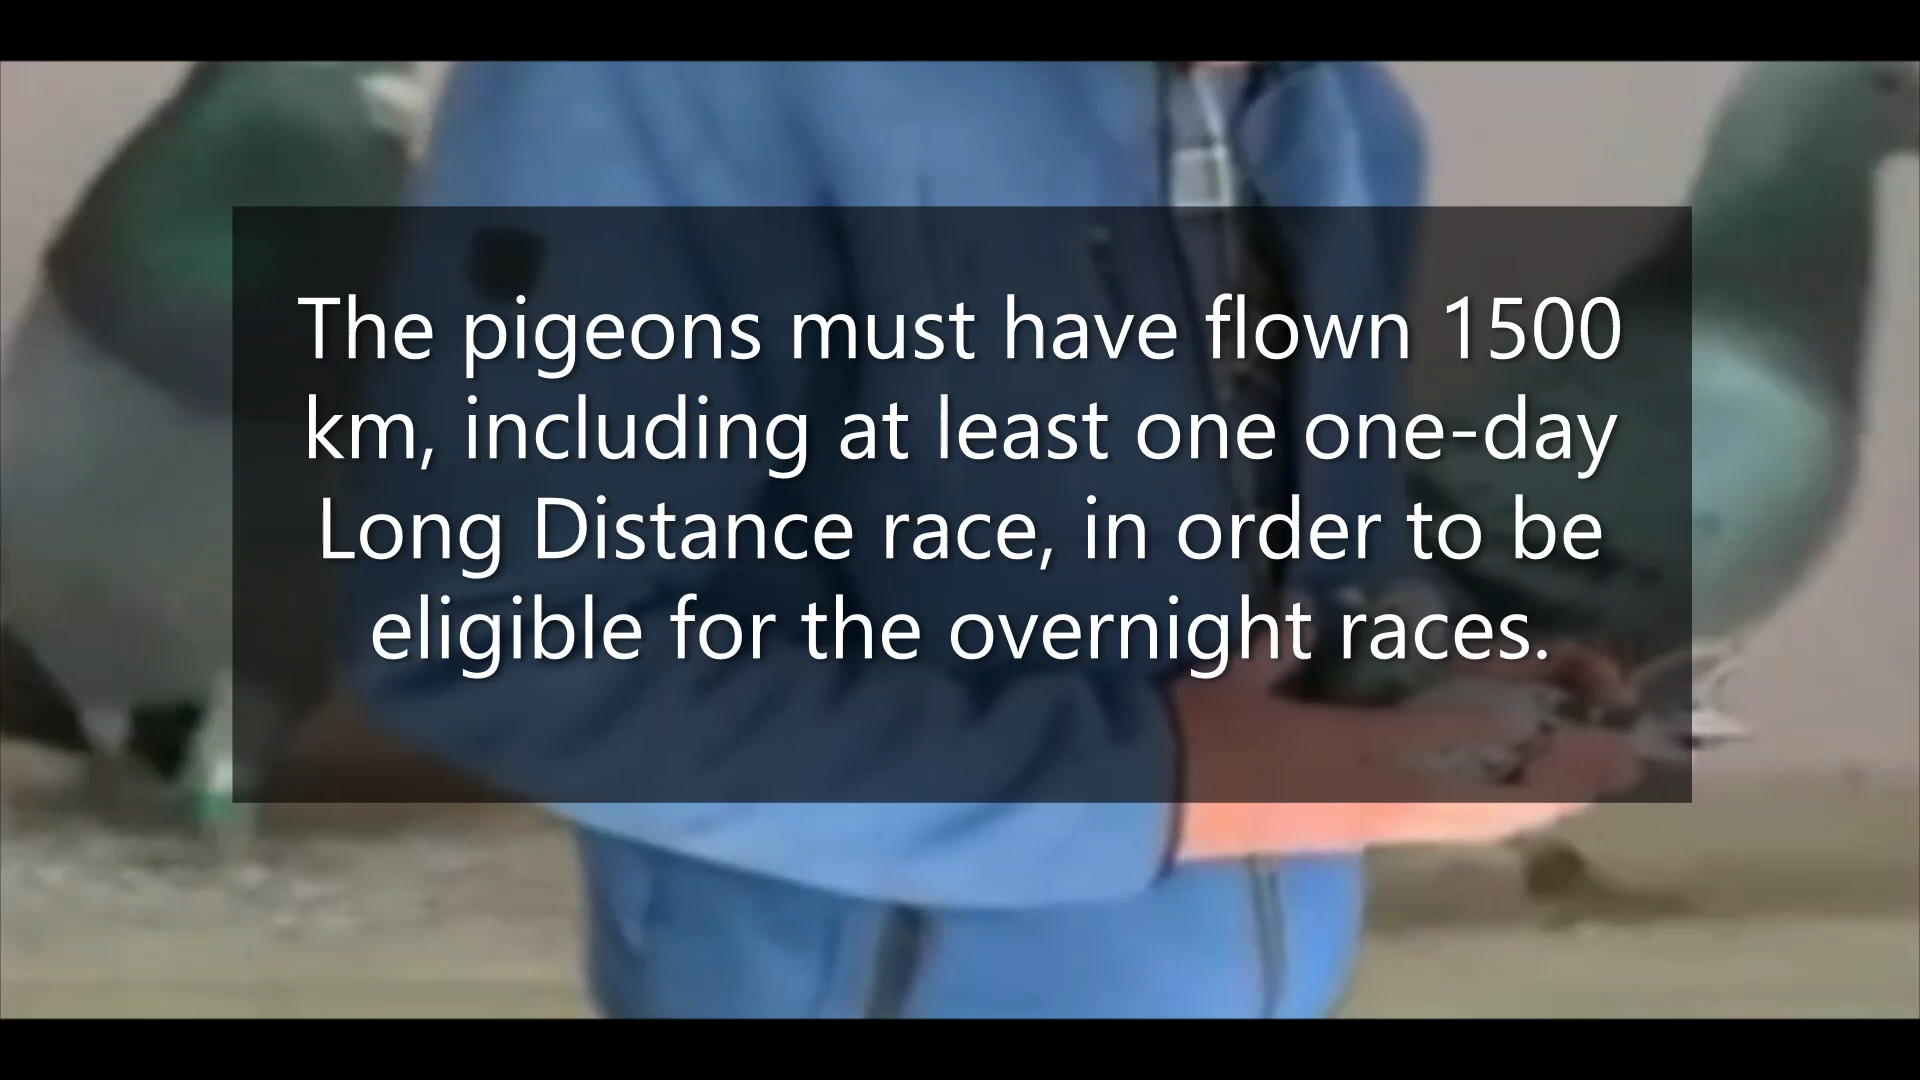 The pigeons must have flown 1500
km, including at least one one-day
Long Distance race, in order to be
eligible for the overnight races.